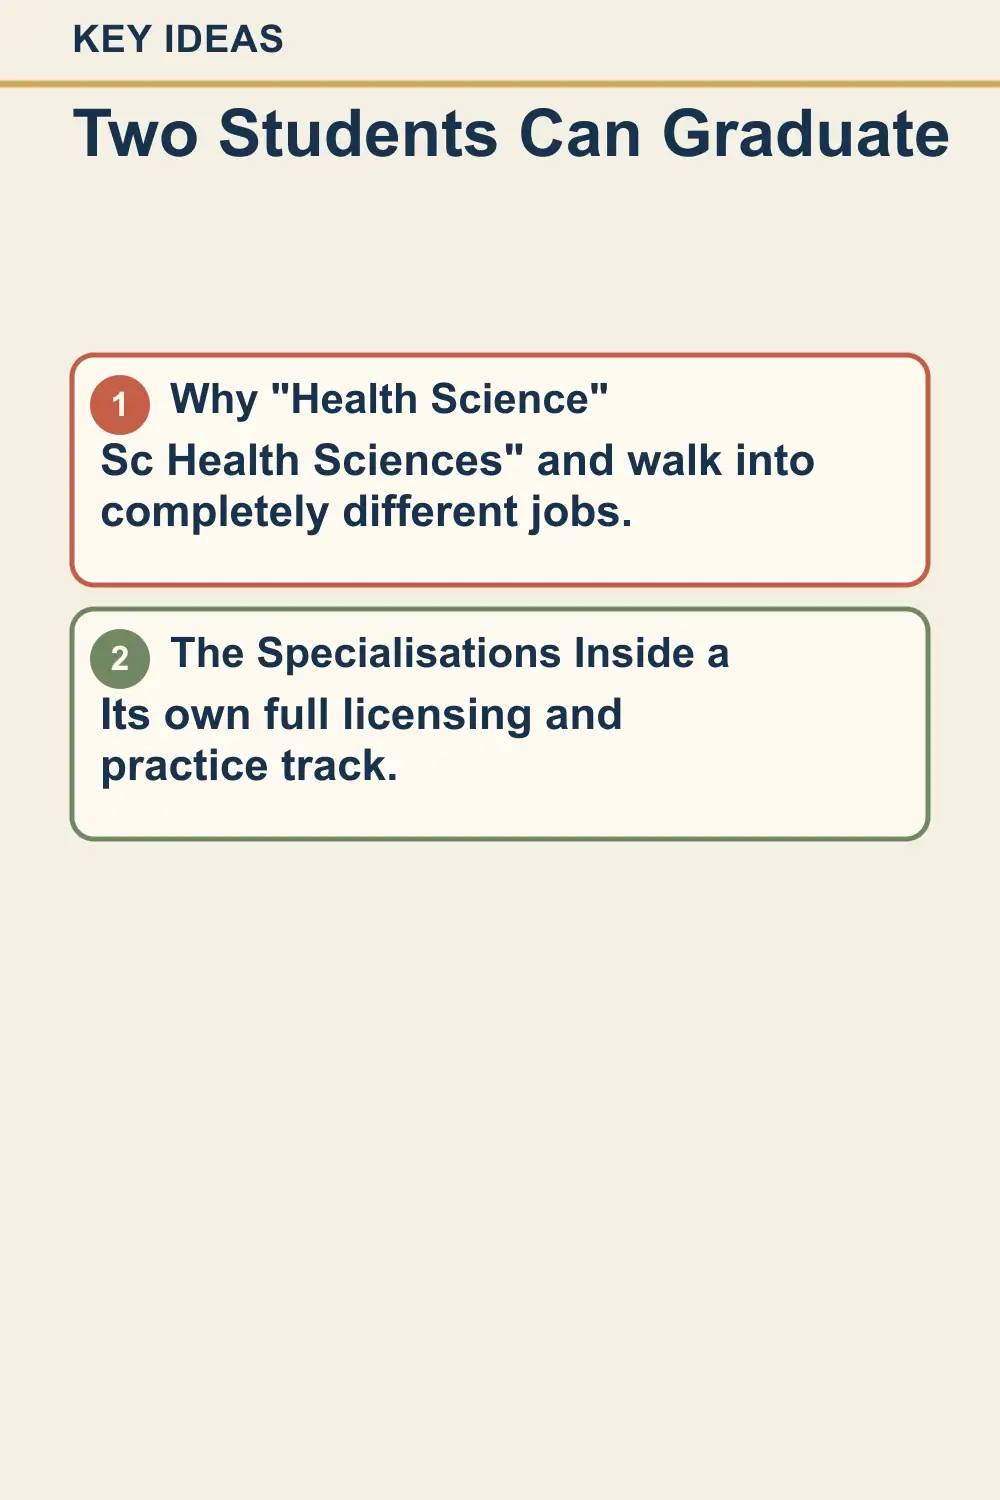 KEY IDEAS
Two Students Can Graduate
1
Why "Health Science"
Sc Health Sciences" and walk into
completely different jobs.
2
The Specialisations Inside a
Its own full licensing and
practice track.